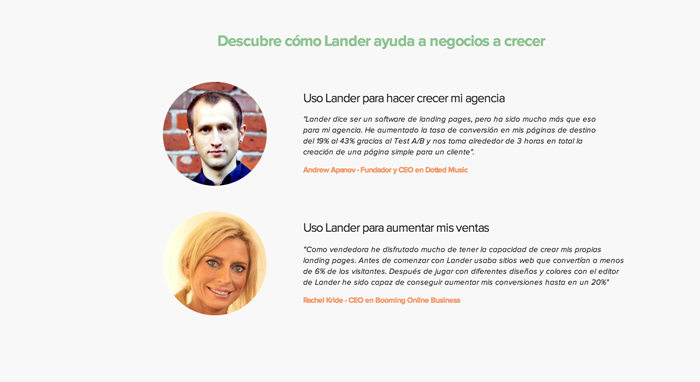 Descubre cómo Lander ayuda a negocios a crecer
Uso Lander para hacer crecer mi agencia
"Lander dice ser un software de landing pages, pero ha sido mucho más que eso
para mi agencia. He aumentado la tasa de conversión en mis páginas de destino
del 19% al 43% gracias al Test A/B y nos toma alrededor de 3 horas en total la
creación de una página simple para un cliente".
Andrew Apanov - Fundador y CEO en Dotted Music
Uso Lander para aumentar mis ventas
"Como vendedora he disfrutado mucho de tener la capacidad de crear mis propias
landing pages. Antes de comenzar con Lander usaba sitios web que convertían a menos
de 6% de los visitantes. Después de jugar con diferentes diseños y colores con el editor
de Lander he sido capaz de conseguir aumentar mis conversiones hasta en un 20%"
Rachel Kride - CEO en Booming Online Business